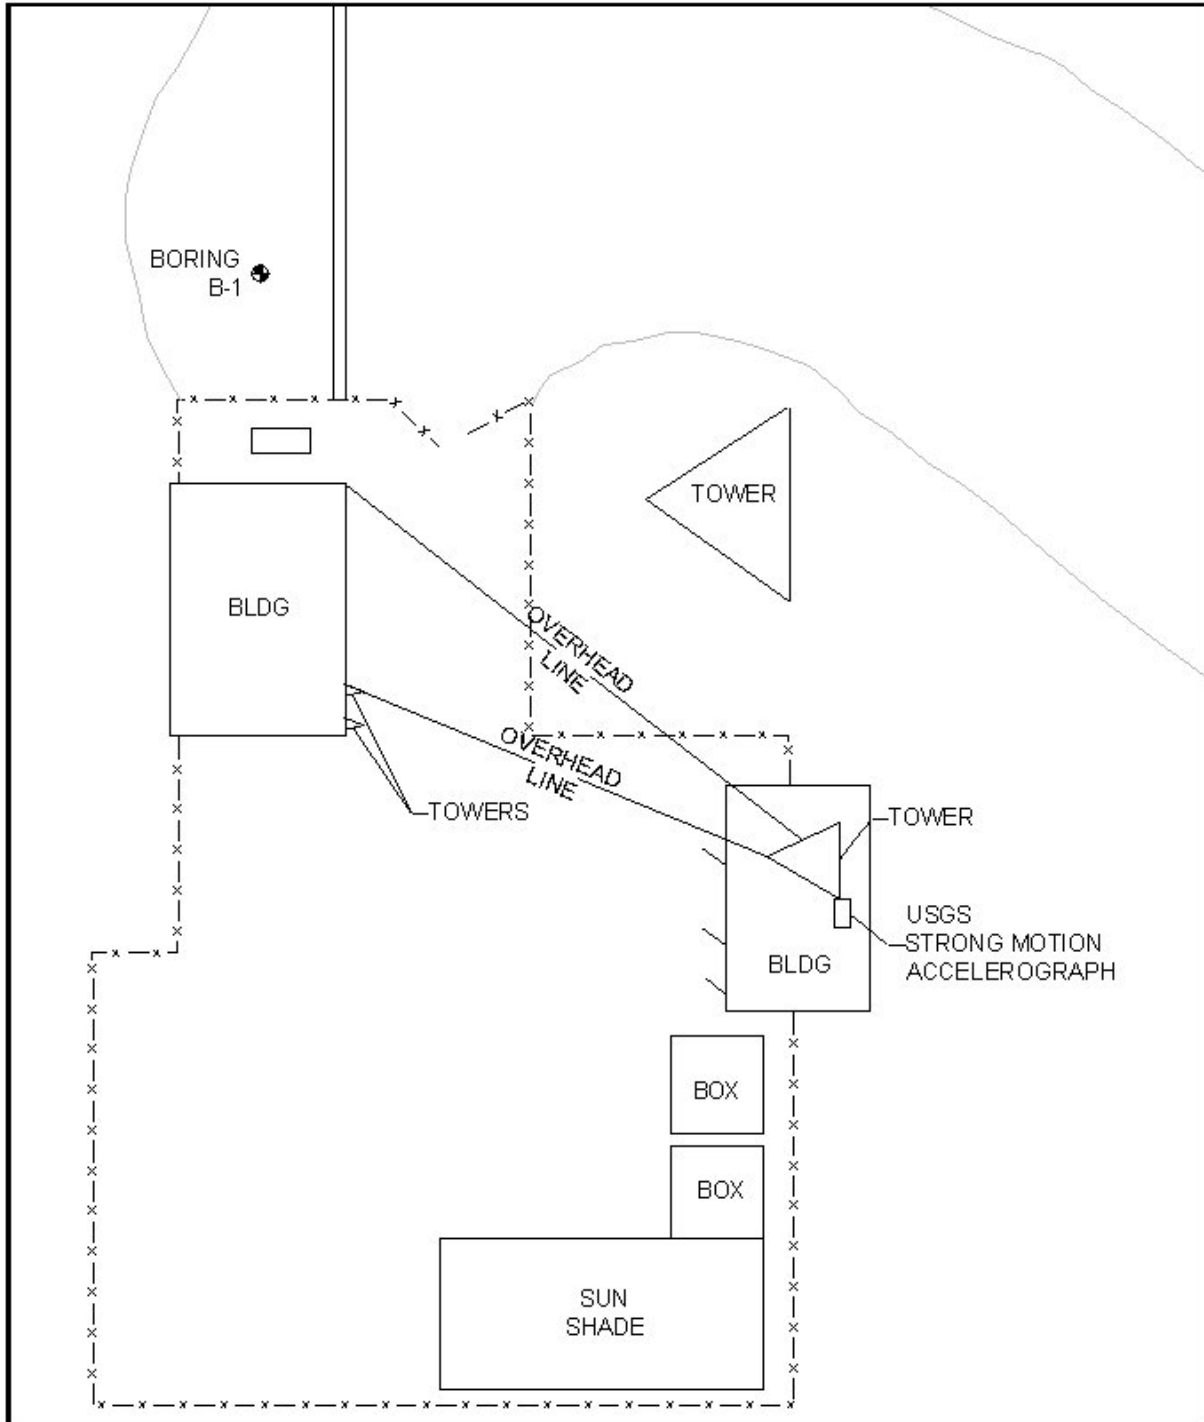 BORING
B-1
TOWER
BLDG
OVERHEAD
LINE
OVERHEAD
LINE
TOWERS
TOWER
USGS
STRONG MOTION
ACCELEROGRAPH
BLDG
BOX
BOX
SUN
SHADE